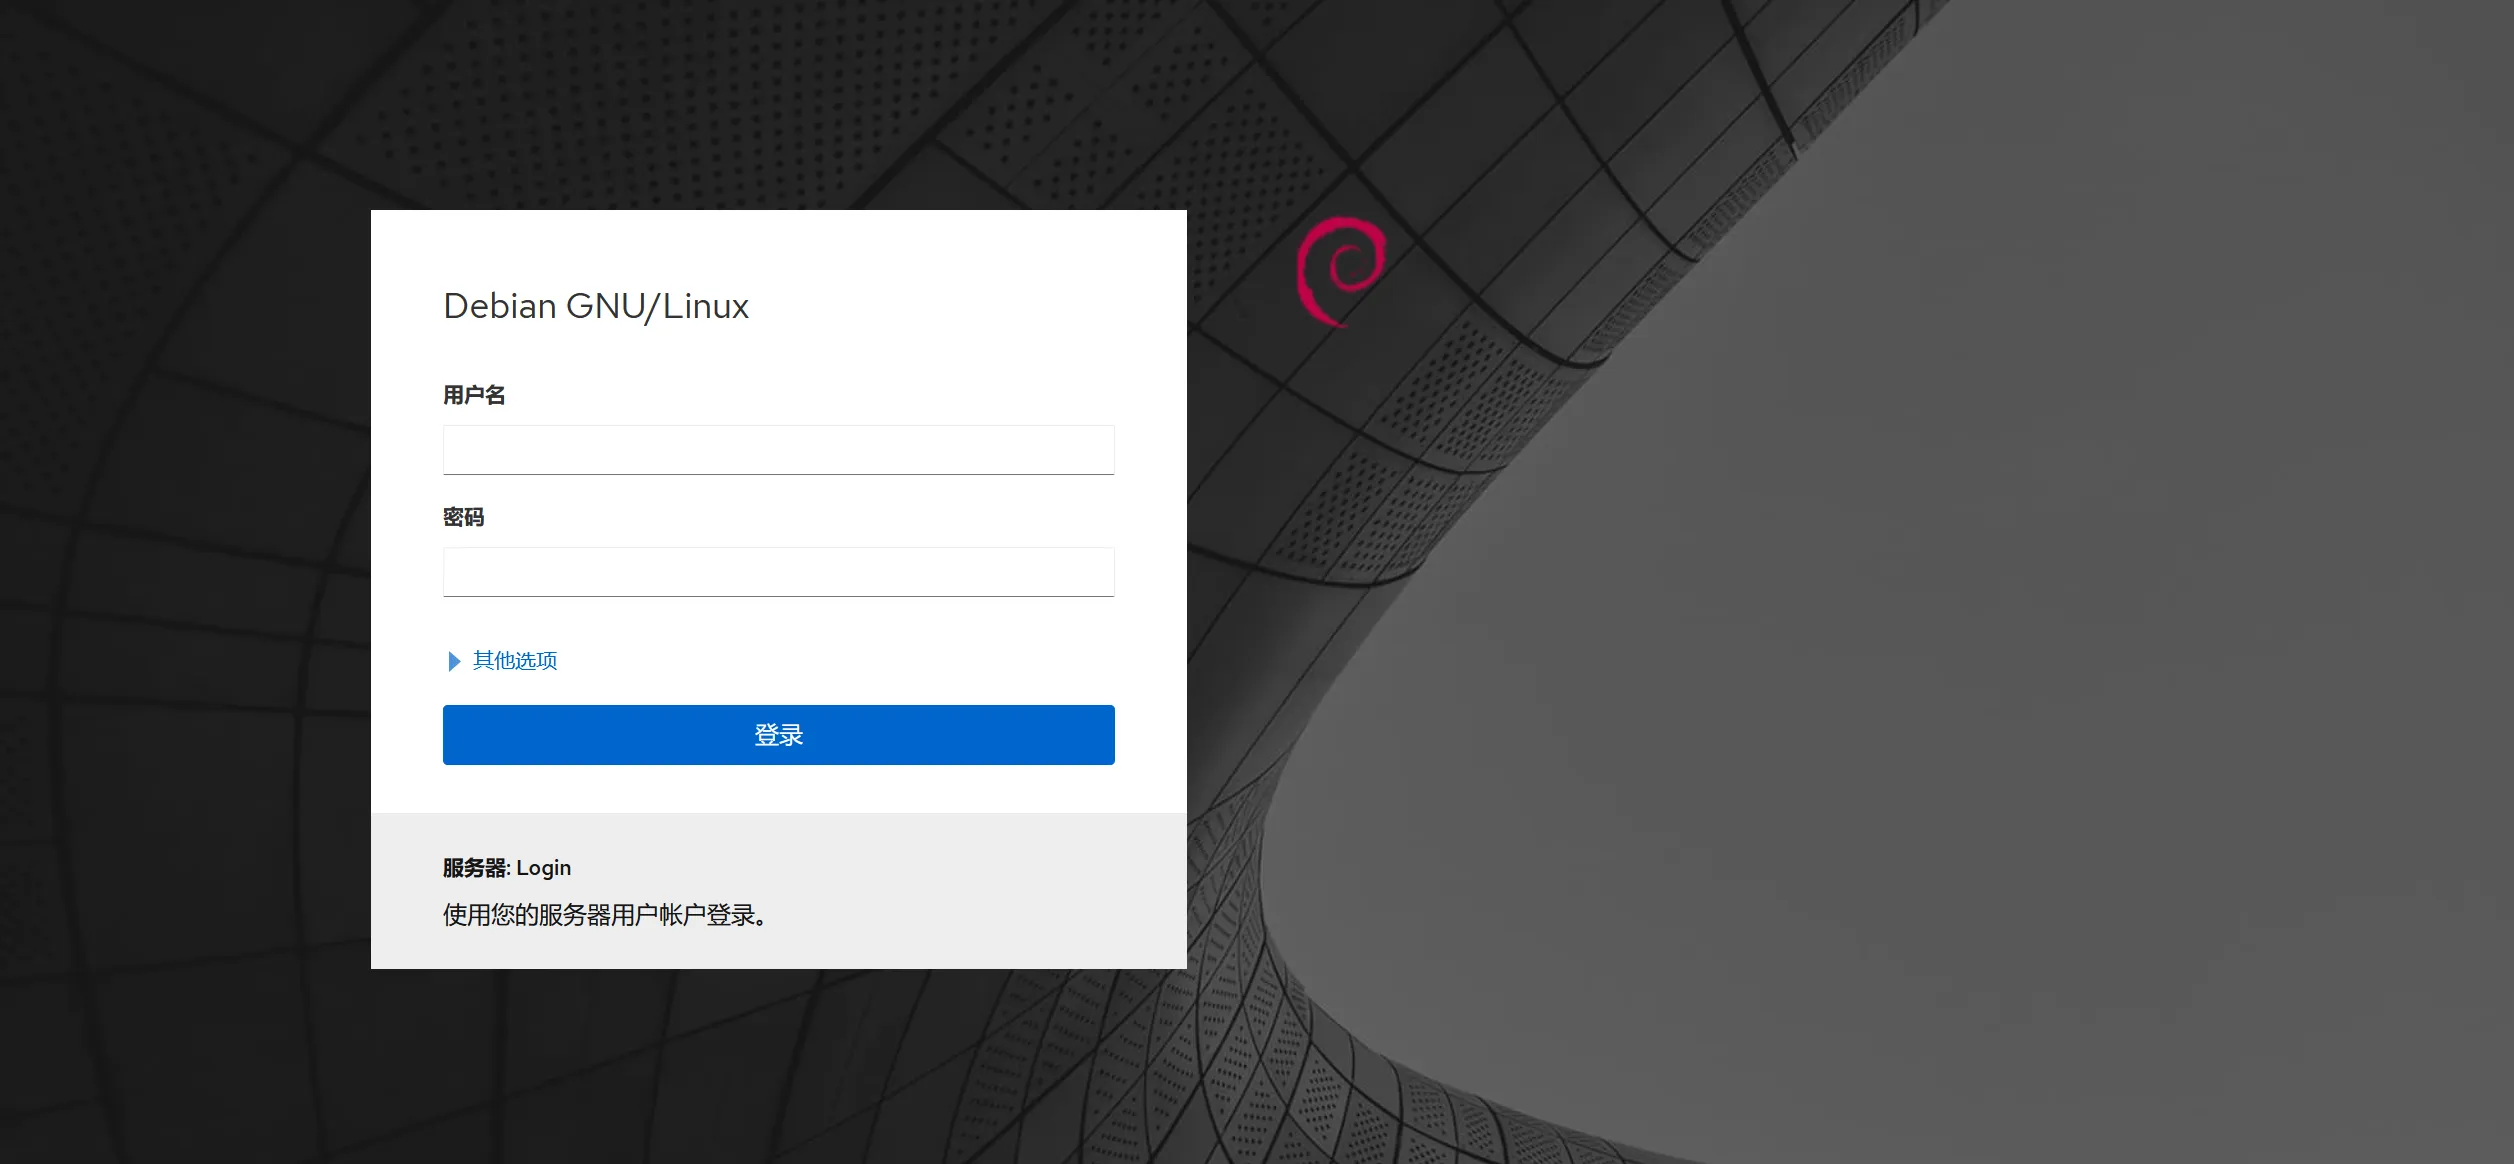 Debian GNU/Linux
用户名
密码
其他选项
登录
服务器: Login
使用您的服务器用户帐户登录。